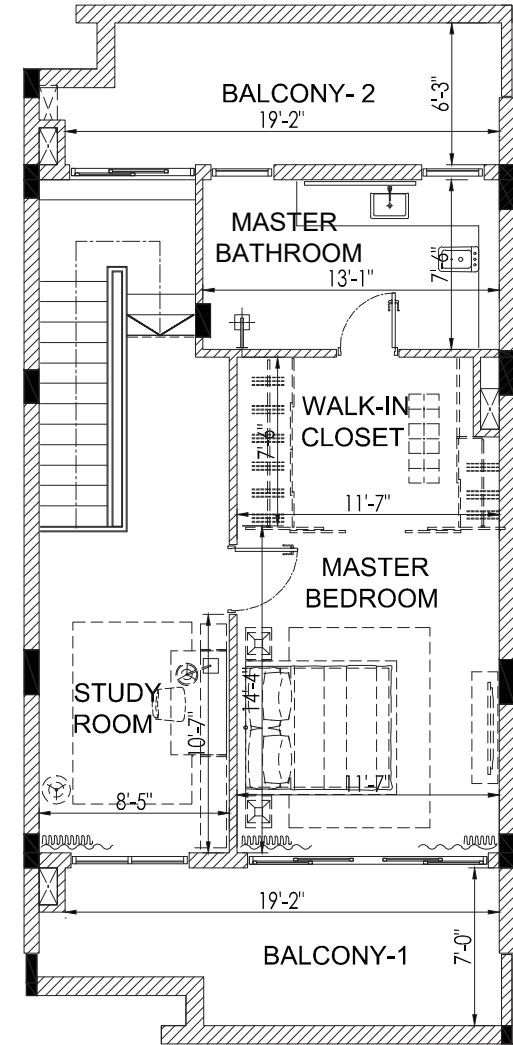 BALCONY- 2
19'-2"
6'-3"
MASTER
BATHROOM
13'-1"
7'-6"
WALK-IN
CLOSET
7'-6"
11'-7"
MASTER
BEDROOM
14'-4"
11'-7"
STUDY
ROOM
10'-7"
8'-5"
19'-2"
BALCONY-1
7'-0"